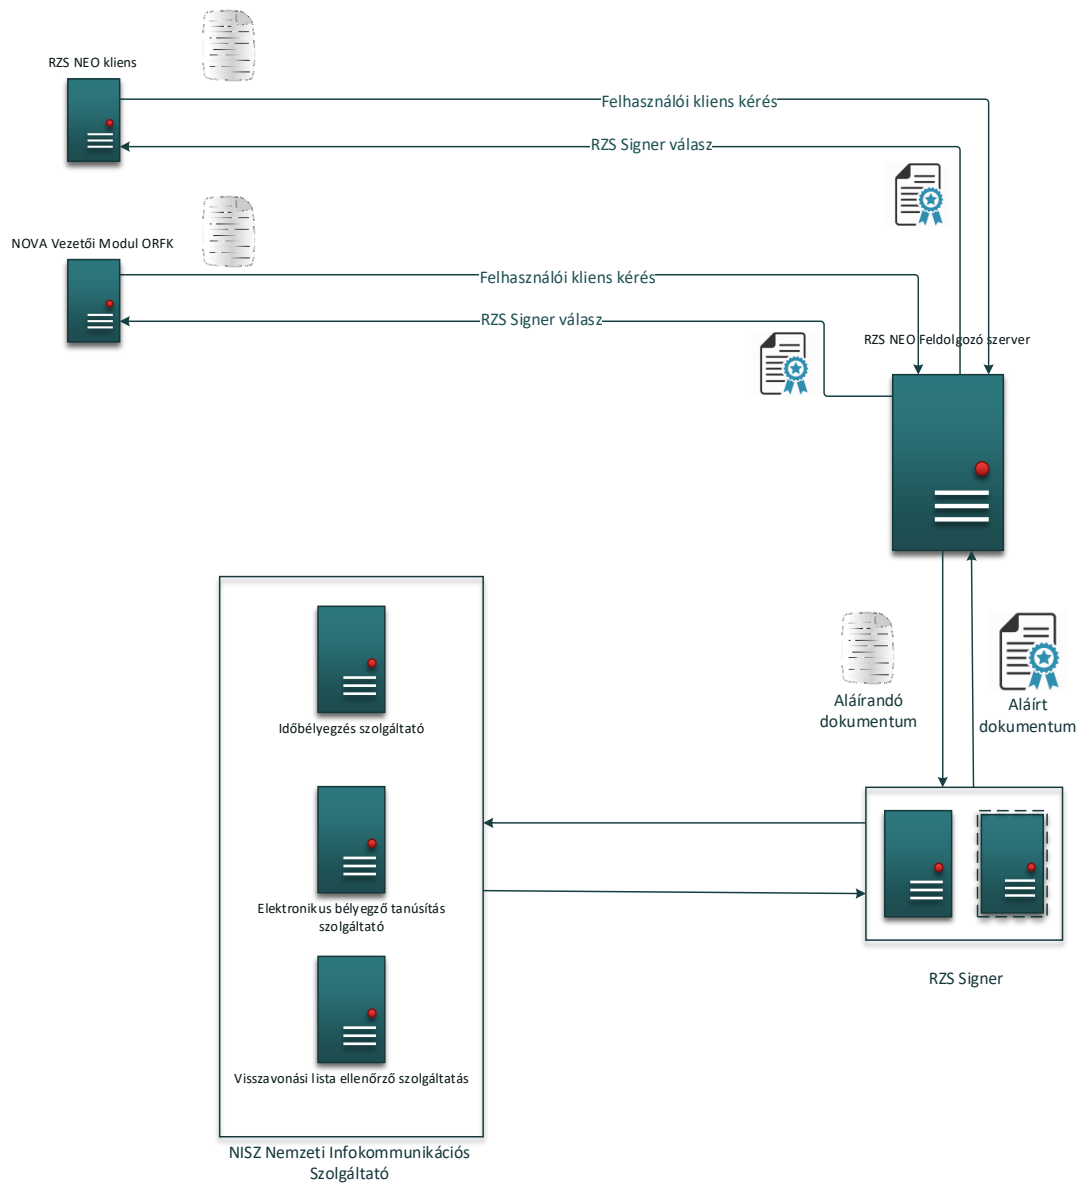 RZS NEO kliens
Felhasználói kliens kérés
RZS Signer válasz
NOVA Vezetői Modul ORFK
Felhasználói kliens kérés
RZS Signer válasz
RZS NEO Feldolgozó szerver
Aláírandó
dokumentum
Aláírt
dokumentum
Időbélyegzés szolgáltató
Elektronikus bélyegző tanúsítás
szolgáltató
Visszavonási lista ellenőrző szolgáltatás
RZS Signer
NISZ Nemzeti Infokommunikációs
Szolgáltató